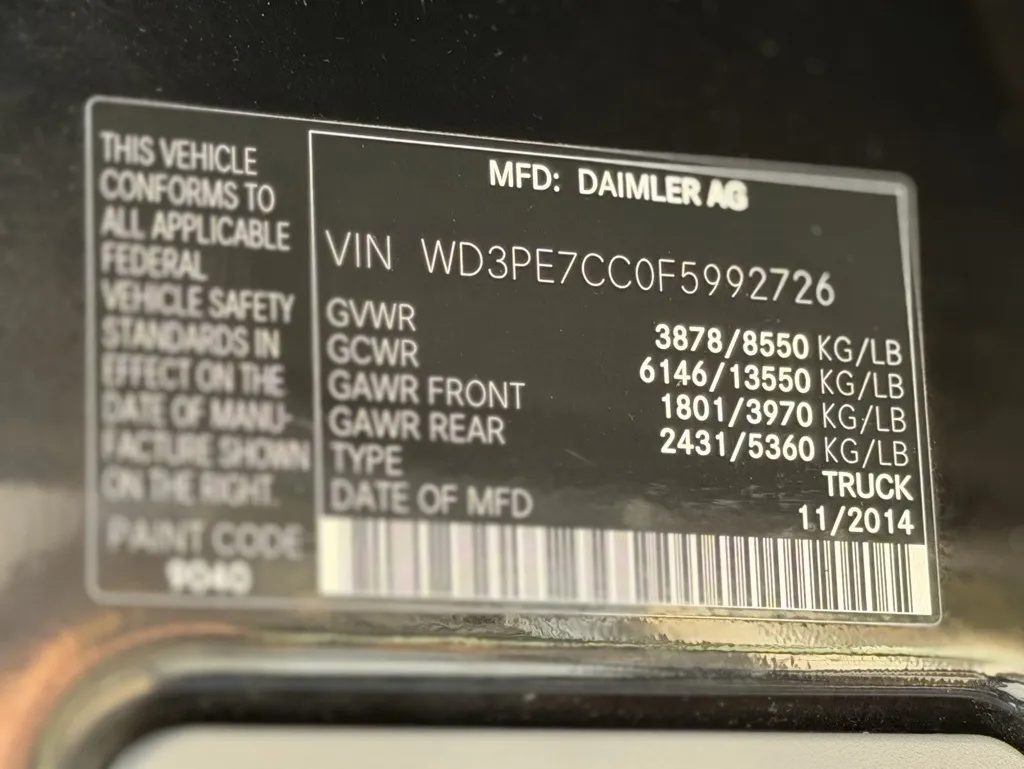 THIS VEHICLE
CONFORMS TO
ALL APPLICABLE
FEDERAL
VEHICLE SAFETY
STANDARDS IN
EFFECT ON THE
DATE OF MANU-
FACTURE SHOWN
ON THE RIGHT.
PAINT CODE
9040
MFD: DAIMLER AG
VIN WD3PE7CC0F5992726
GVWR 3878/8550 KG/LB
GCWR 6146/13550 KG/LB
GAWR FRONT 1801/3970 KG/LB
GAWR REAR 2431/5360 KG/LB
TYPE TRUCK
DATE OF MFD 11/2014